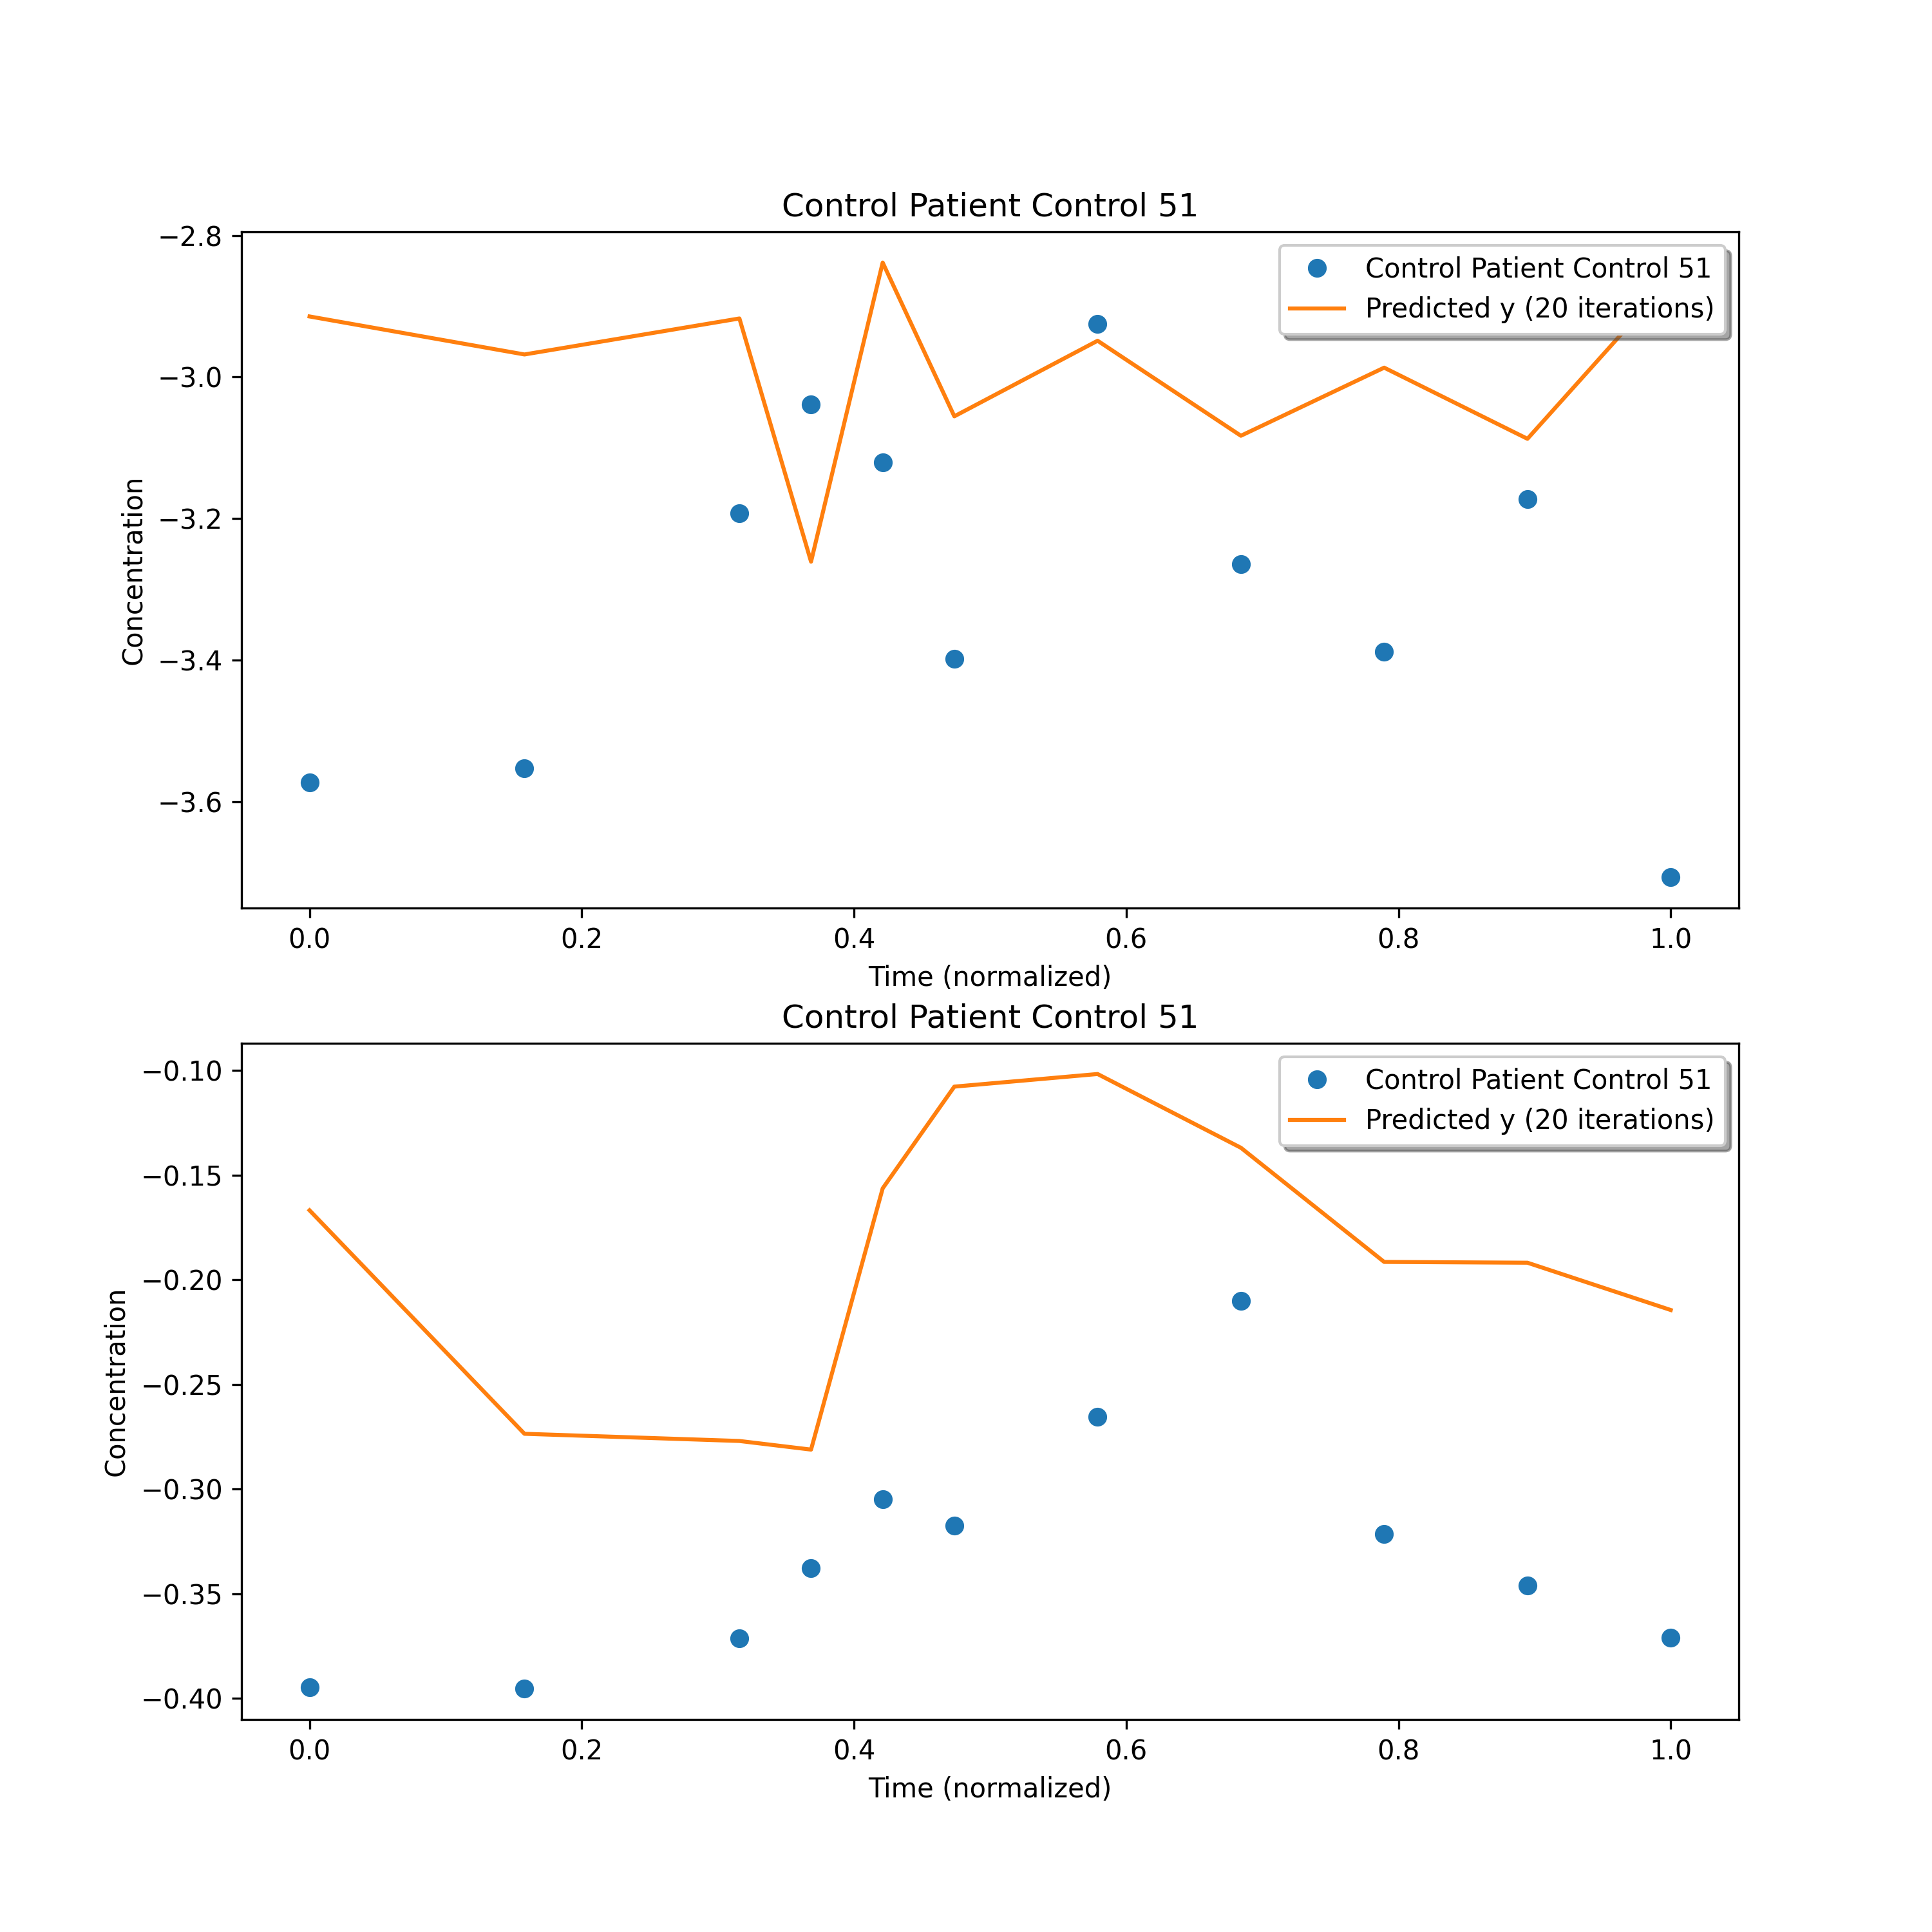 Control Patient Control 51
−2.8
−3.0
−3.2
−3.4
−3.6
Concentration
Control Patient Control 51
Predicted y (20 iterations)
0.0 0.2 0.4 0.6 0.8 1.0
Time (normalized)
Control Patient Control 51
−0.10
−0.15
−0.20
−0.25
−0.30
−0.35
−0.40
Concentration
Control Patient Control 51
Predicted y (20 iterations)
0.0 0.2 0.4 0.6 0.8 1.0
Time (normalized)